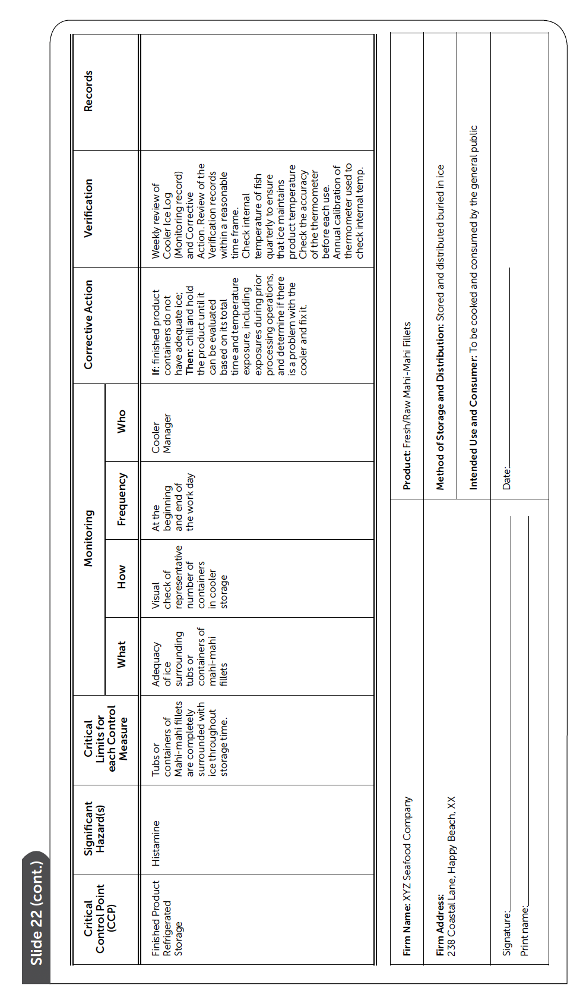 Slide 22 (cont.)
Critical
Control Point
(CCP)
Significant
Hazard(s)
Critical
Limits for
each Control
Measure
Monitoring
What
How
Frequency
Who
Corrective Action
Verification
Records
Finished Product
Refrigerated
Storage
Histamine
Tubs or
containers of
Mahi-mahi fillets
are completely
surrounded with
ice throughout
storage time.
Adequacy
of ice
surrounding
tubs or
containers of
mahi-mahi
fillets
Visual
check of
representative
number of
containers
in cooler
storage
At the
beginning
and end of
the work day
Cooler
Manager
If: finished product
containers do not
have adequate ice;
Then: chill and hold
the product until it
can be evaluated
based on its total
time and temperature
exposure, including
exposures during prior
processing operations,
and determine if there
is a problem with the
cooler and fix it.
Weekly review of
Cooler Ice Log
(Monitoring record)
and Corrective
Action. Review of the
Verification records
within a reasonable
time frame.
Check internal
temperature of fish
quarterly to ensure
that ice maintains
product temperature
Check the accuracy
of the thermometer
before each use.
Annual calibration of
thermometer used to
check internal temp.
Firm Name: XYZ Seafood Company
Product: Fresh/Raw Mahi-Mahi Fillets
Firm Address:
238 Coastal Lane, Happy Beach, XX
Method of Storage and Distribution: Stored and distributed buried in ice
Intended Use and Consumer: To be cooked and consumed by the general public
Signature:
Print name:
Date: